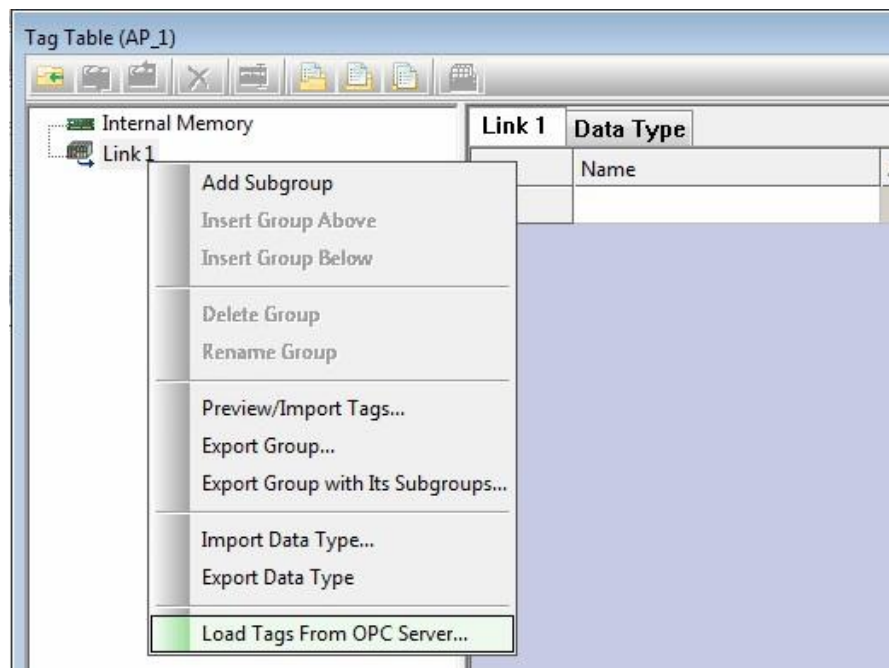 Tag Table (AP_1)
Internal Memory
Link 1
Link 1
Data Type
Name
Add Subgroup
Insert Group Above
Insert Group Below
Delete Group
Rename Group
Preview/Import Tags...
Export Group...
Export Group with Its Subgroups...
Import Data Type...
Export Data Type
Load Tags From OPC Server...